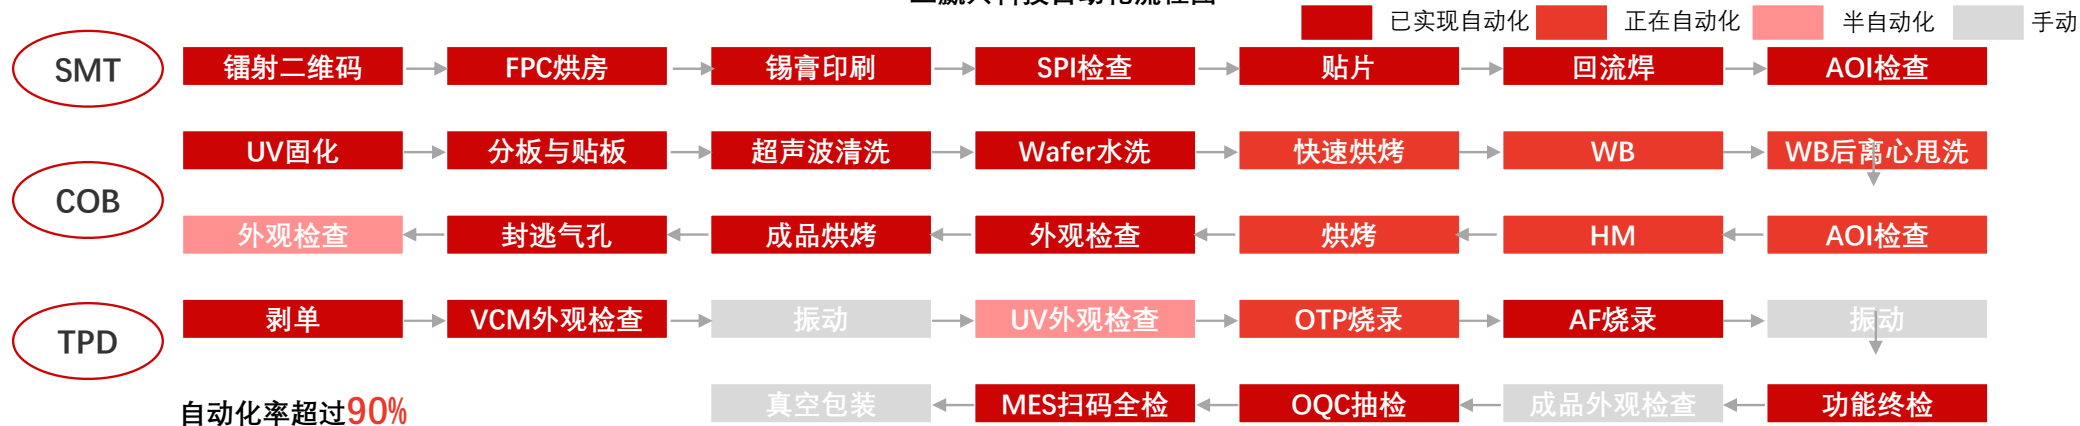 已实现自动化 正在自动化 半自动化 手动
SMT 镭射二维码 FPC烘房 锡膏印刷 SPI检查 贴片 回流焊 AOI检查
COB
UV固化 分板与贴板 超声波清洗 Wafer水洗 快速烘烤 WB WB后离心甩洗
外观检查 封逃气孔 成品烘烤 外观检查 烘烤 HM AOI检查
TPD
剥单 VCM外观检查 振动 UV外观检查 OTP烧录 AF烧录 振动
真空包装 MES扫码全检 OQC抽检 成品外观检查 功能终检
自动化率超过90%